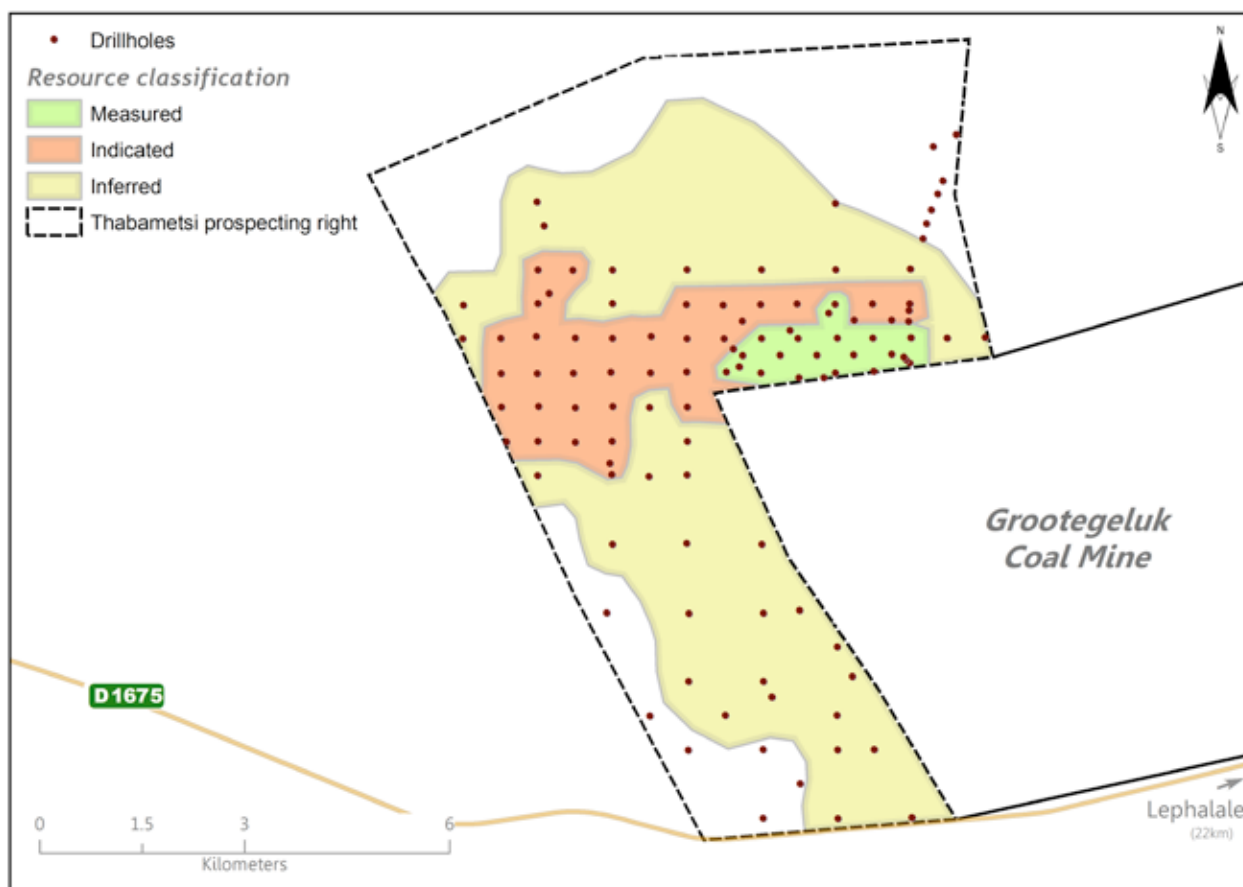 Drillholes
Resource classification
Measured
Indicated
Inferred
Thabametsi prospecting right
N
S
Grootegeluk
Coal Mine
D1675
Lephalale
(22km)
0 1.5 3 6
Kilometers